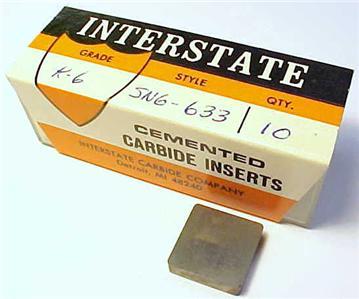 INTERSTATE
GRADE STYLE QTY.
K-6 SNG-633 / 10
CEMENTED
CARBIDE INSERTS
INTERSTATE CARBIDE COMPANY
Detroit, MI 48240